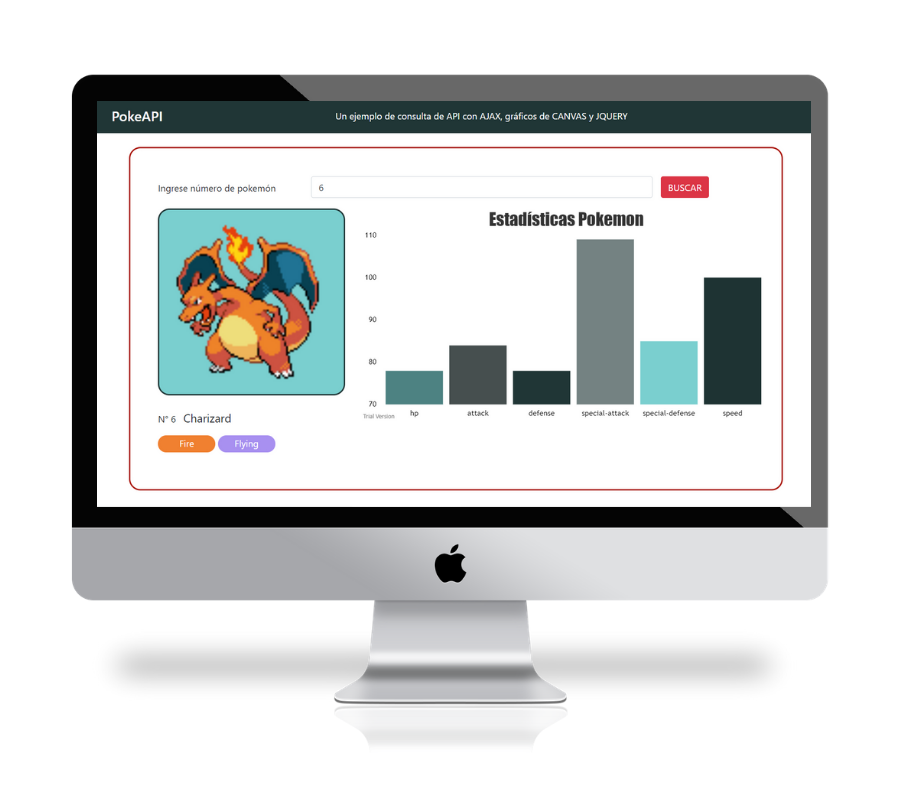 PokeAPI
Un ejemplo de consulta de API con AJAX, gráficos de CANVAS y JQUERY
Ingrese número de pokemón
6
BUSCAR
Estadísticas Pokemon
110
100
90
80
70
Trial Version
hp
attack
defense
special-attack
special-defense
speed
N° 6 Charizard
Fire
Flying